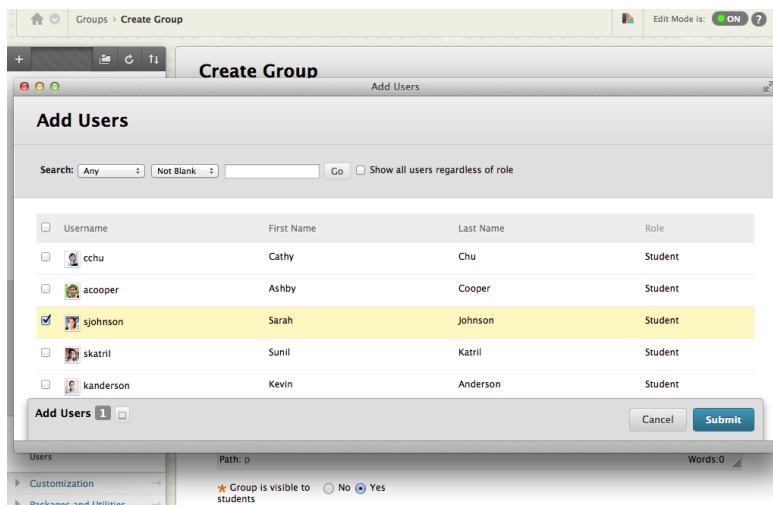 Groups > Create Group
Edit Mode is: ON ?
Create Group
Add Users
Add Users
Search: Any Not Blank Go Show all users regardless of role
Username First Name Last Name Role
cchu Cathy Chu Student
acooper Ashby Cooper Student
sjohnson Sarah Johnson Student
skatril Sunil Katril Student
kanderson Kevin Anderson Student
Add Users 1 Cancel Submit
Users
Path: p Words:0
Customization
Group is visible to students No Yes
Packages and Utilities